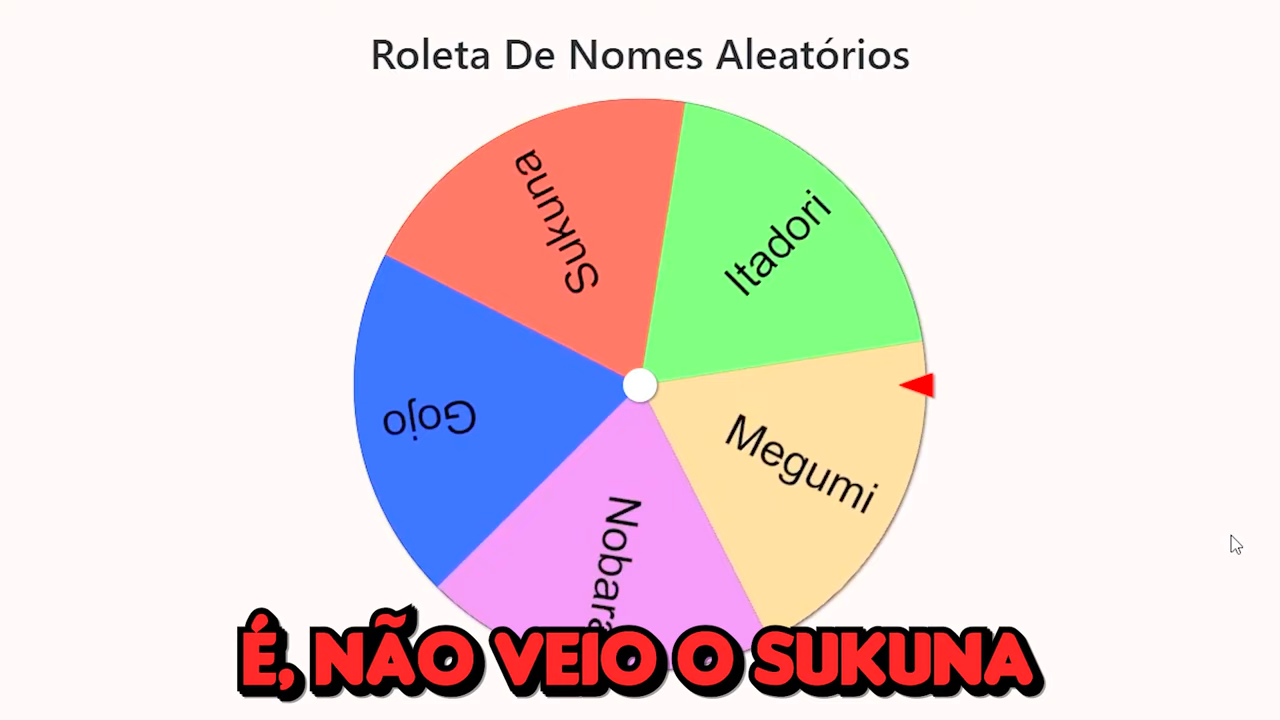 Roleta De Nomes Aleatórios
Sukuna
Itadori
Gojo
Megumi
Nobara
É, NÃO VEIO O SUKUNA